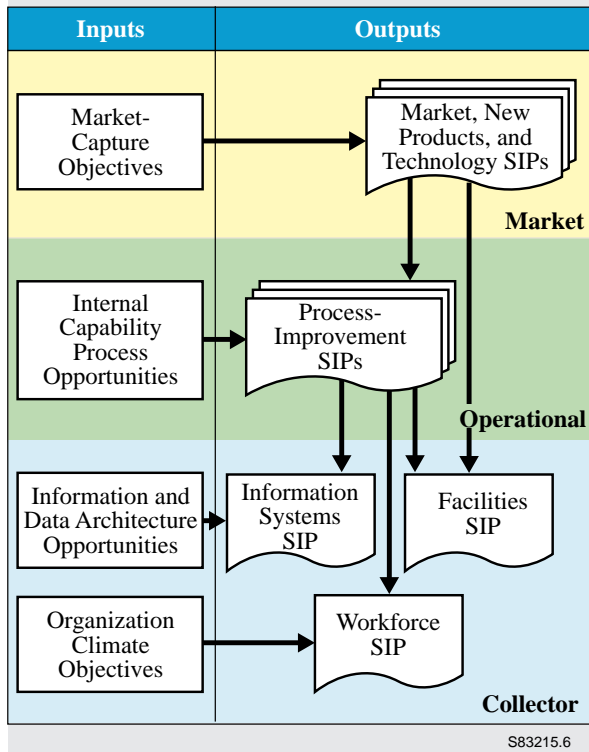 Inputs
Outputs
Market-
Capture
Objectives
Market, New
Products, and
Technology SIPs
Market
Internal
Capability
Process
Opportunities
Process-
Improvement
SIPs
Operational
Information and
Data Architecture
Opportunities
Information
Systems
SIP
Facilities
SIP
Organization
Climate
Objectives
Workforce
SIP
Collector
S83215.6